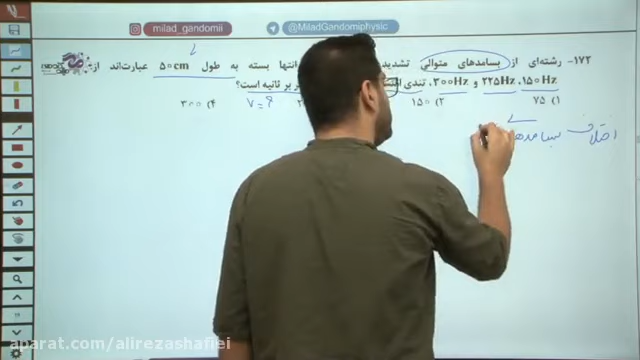 milad_gandomii
@MiladGandomiphysic
۱۷۲- رشته‌ای از بسامدهای متوالی تشدید انتها بسته به طول ۵۰cm عبارت‌اند از
۱۵۰Hz، ۲۲۵Hz و ۳۰۰Hz، تندی بر ثانیه است؟
۱) ۷۵
۲) ۱۵۰
۴) ۳۰۰
v = ?
اختلاف بسامدها
aparat.com/alirezashafiei